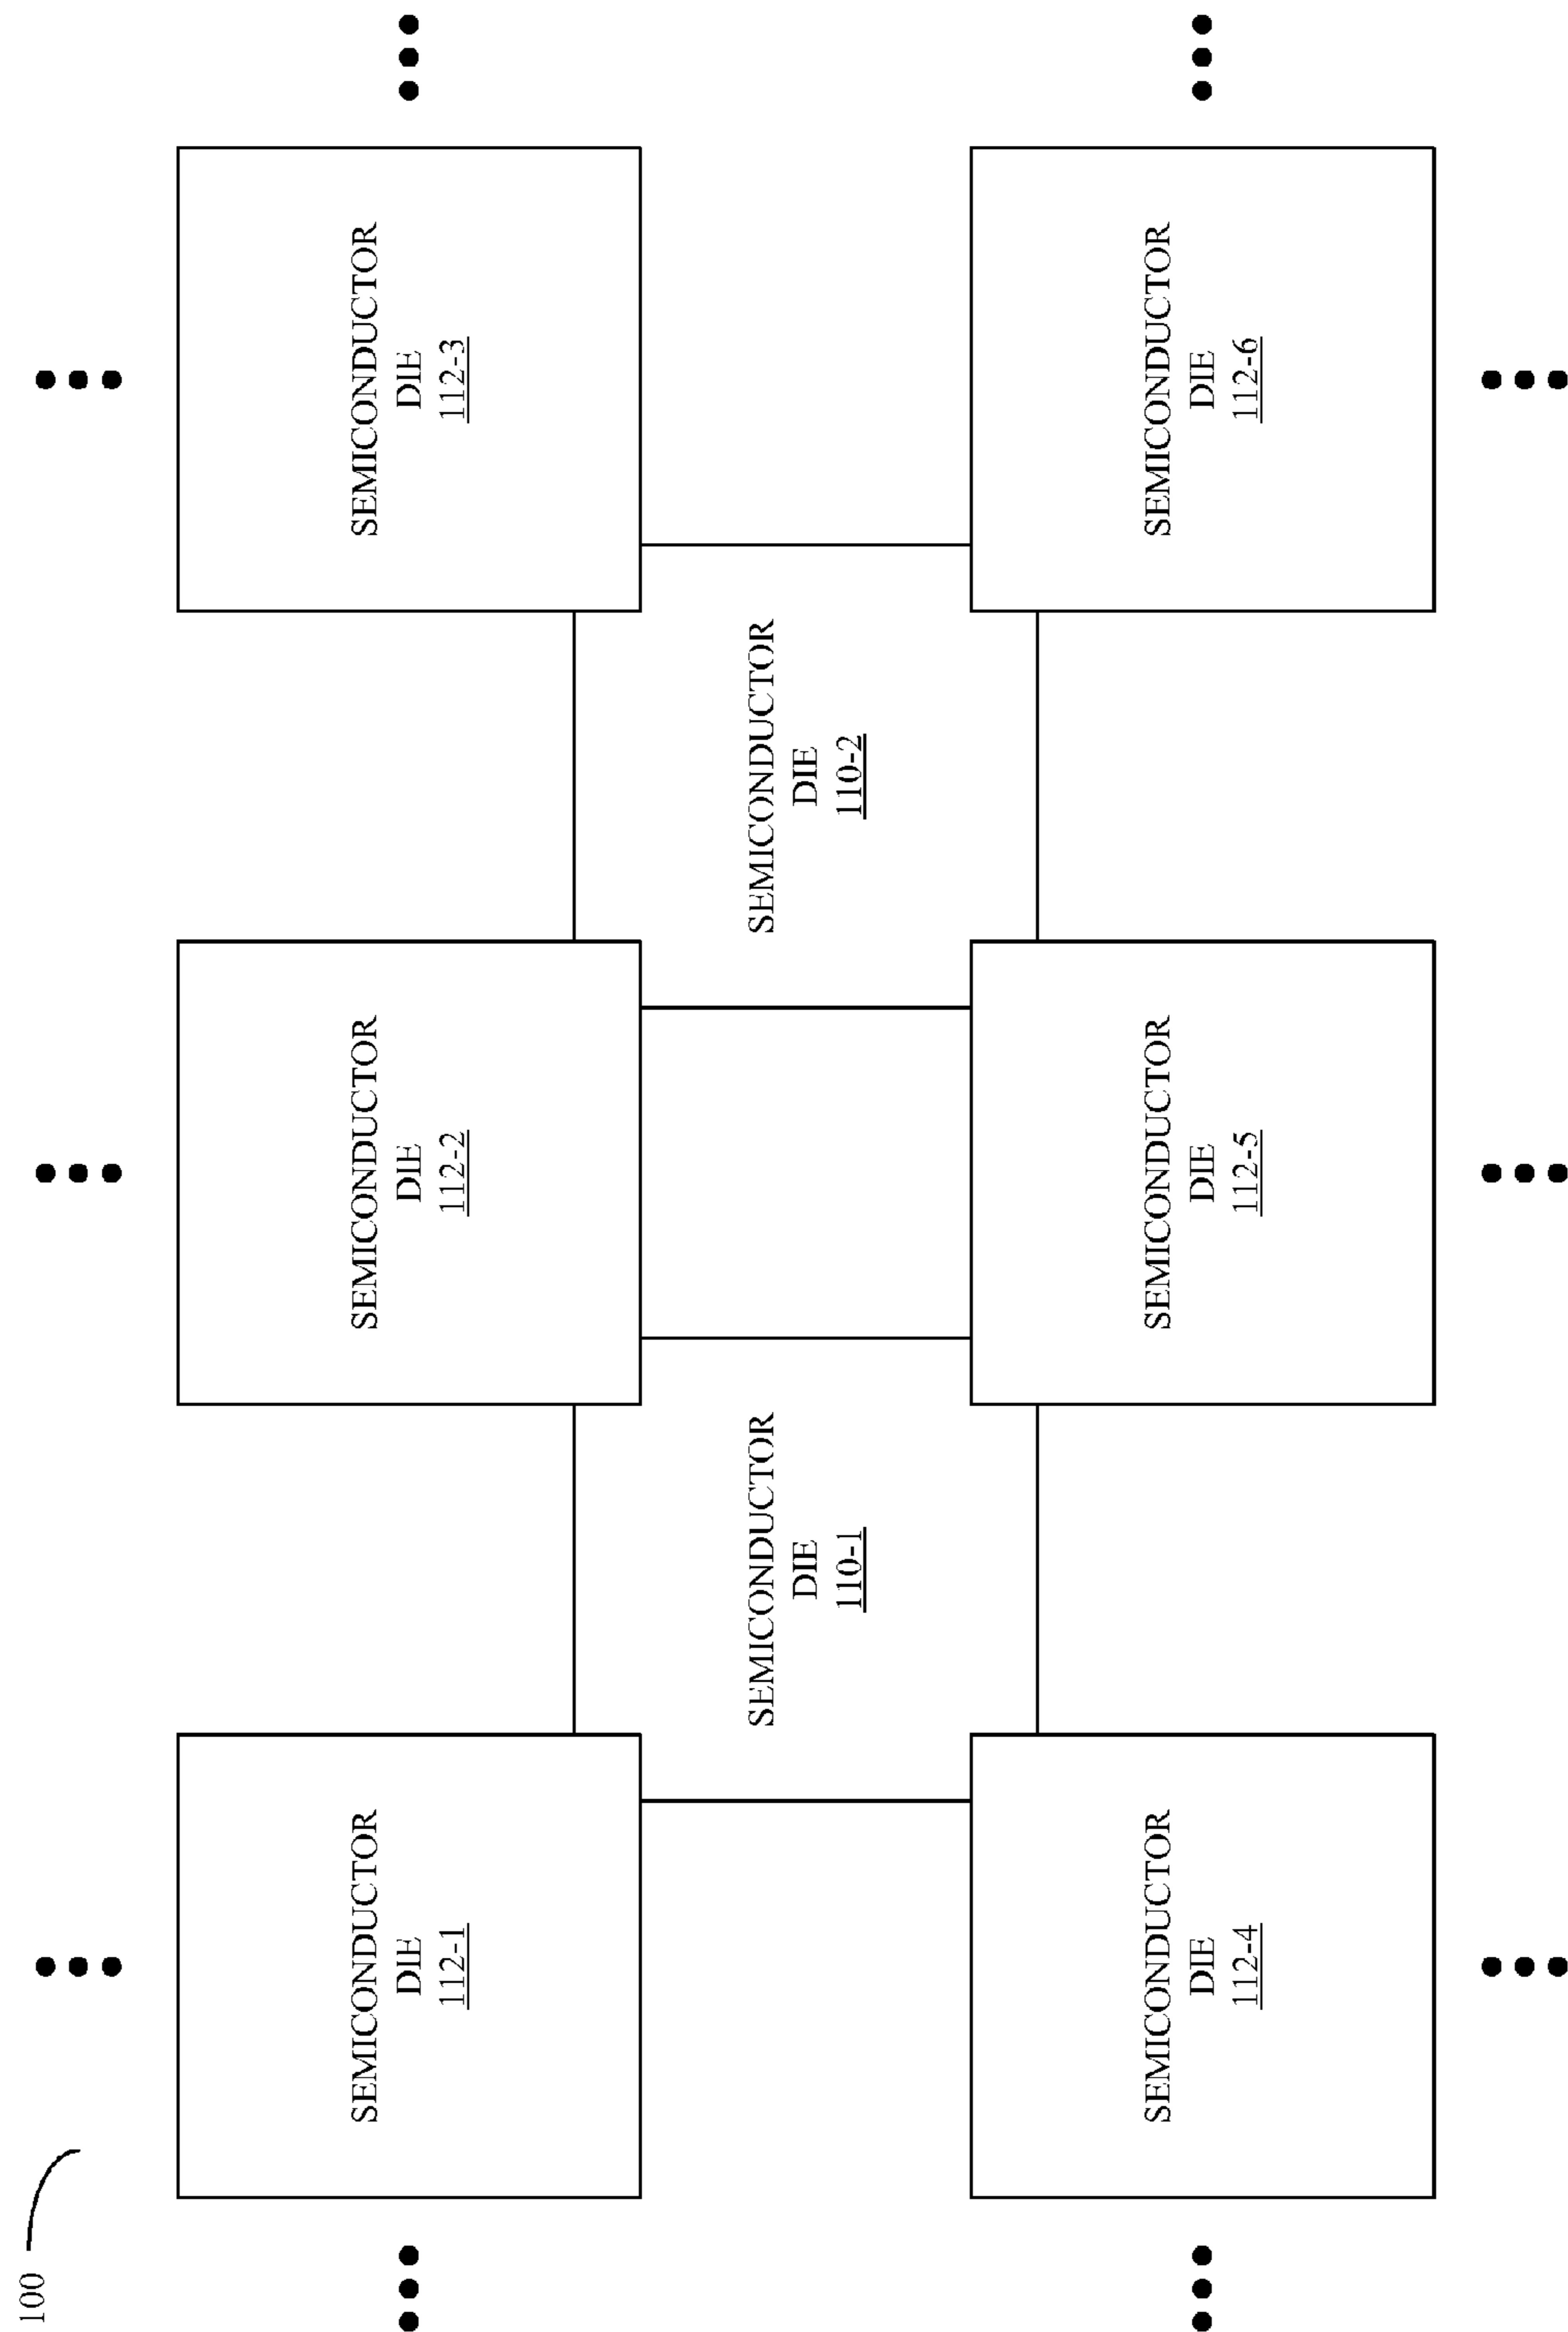 100
SEMICONDUCTOR
DIE
112-1
SEMICONDUCTOR
DIE
112-2
SEMICONDUCTOR
DIE
112-3
SEMICONDUCTOR
DIE
110-1
SEMICONDUCTOR
DIE
110-2
SEMICONDUCTOR
DIE
112-4
SEMICONDUCTOR
DIE
112-5
SEMICONDUCTOR
DIE
112-6